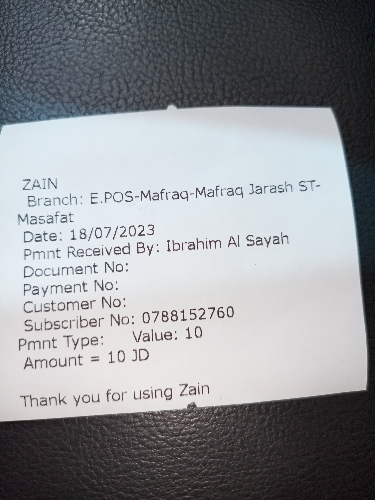 ZAIN
Branch: E.POS-Mafraq-Mafraq Jarash ST-
Masafat
Date: 18/07/2023
Pmnt Received By: Ibrahim Al Sayah
Document No:
Payment No:
Customer No:
Subscriber No: 0788152760
Pmnt Type: Value: 10
Amount = 10 JD
Thank you for using Zain